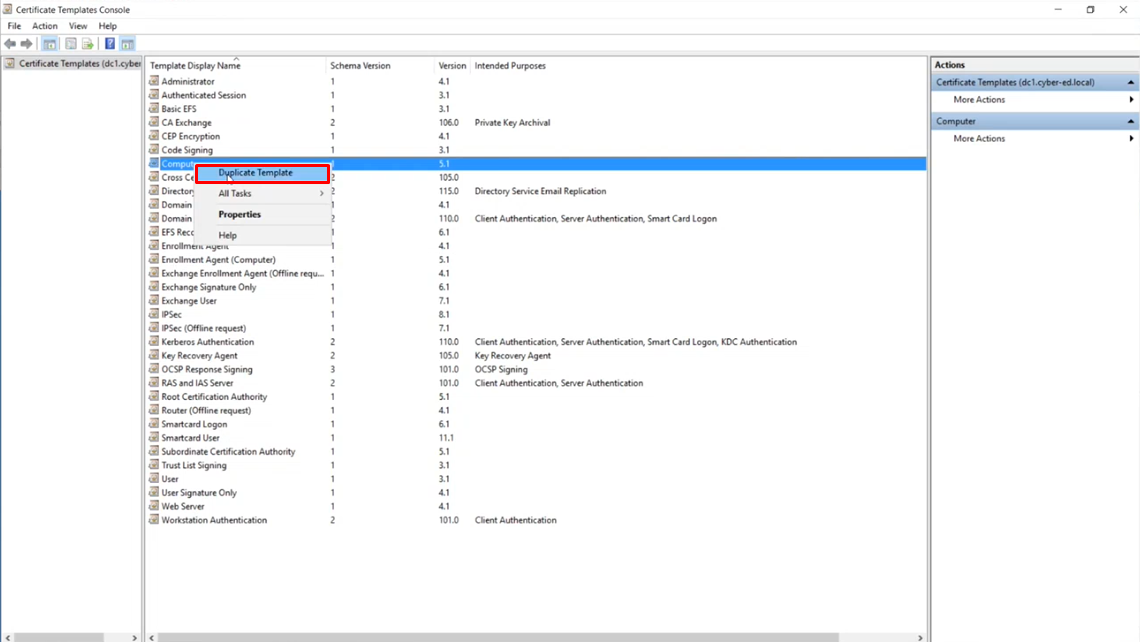 Certificate Templates Console
File Action View Help
Certificate Templates (dc1.cyber
Template Display Name Schema Version Version Intended Purposes
Administrator 1 4.1
Authenticated Session 1 3.1
Basic EFS 1 3.1
CA Exchange 2 106.0 Private Key Archival
CEP Encryption 1 4.1
Code Signing 1 3.1
Comput 1 5.1
Cross Ce 2 105.0
Directory 2 115.0 Directory Service Email Replication
Domain 1 4.1
Domain 2 110.0 Client Authentication, Server Authentication, Smart Card Logon
EFS Reco 1 6.1
Enrollment Agent 1 4.1
Enrollment Agent (Computer) 1 5.1
Exchange Enrollment Agent (Offline requ... 1 4.1
Exchange Signature Only 1 6.1
Exchange User 1 7.1
IPSec 1 8.1
IPSec (Offline request) 1 7.1
Kerberos Authentication 2 110.0 Client Authentication, Server Authentication, Smart Card Logon, KDC Authentication
Key Recovery Agent 2 105.0 Key Recovery Agent
OCSP Response Signing 3 101.0 OCSP Signing
RAS and IAS Server 2 101.0 Client Authentication, Server Authentication
Root Certification Authority 1 5.1
Router (Offline request) 1 4.1
Smartcard Logon 1 6.1
Smartcard User 1 11.1
Subordinate Certification Authority 1 5.1
Trust List Signing 1 3.1
User 1 3.1
User Signature Only 1 4.1
Web Server 1 4.1
Workstation Authentication 2 101.0 Client Authentication
Duplicate Template
All Tasks
Properties
Help
Actions
Certificate Templates (dc1.cyber-ed.local)
More Actions
Computer
More Actions